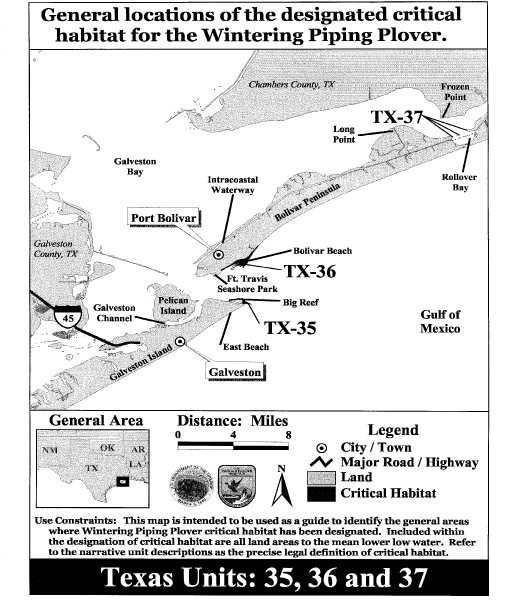 General locations of the designated critical
habitat for the Wintering Piping Plover.
Chambers County, TX
Frozen
Point
TX-37
Long
Point
Galveston
Bay
Rollover
Bay
Intracoastal
Waterway
Bolivar Peninsula
Port Bolivar
Galveston
County, TX
Bolivar Beach
TX-36
Ft. Travis
Seashore Park
Pelican
Island
Big Reef
Galveston
Channel
45
TX-35
Gulf of
Mexico
East Beach
Galveston Island
Galveston
General Area
NM
OK
AR
TX
LA
Distance: Miles
0 4 8
N
Legend
City / Town
Major Road / Highway
Land
Critical Habitat
Use Constraints: This map is intended to be used as a guide to identify the general areas
where Wintering Piping Plover critical habitat has been designated. Included within
the designation of critical habitat are all land areas to the mean lower low water. Refer
to the narrative unit descriptions as the precise legal definition of critical habitat.
Texas Units: 35, 36 and 37